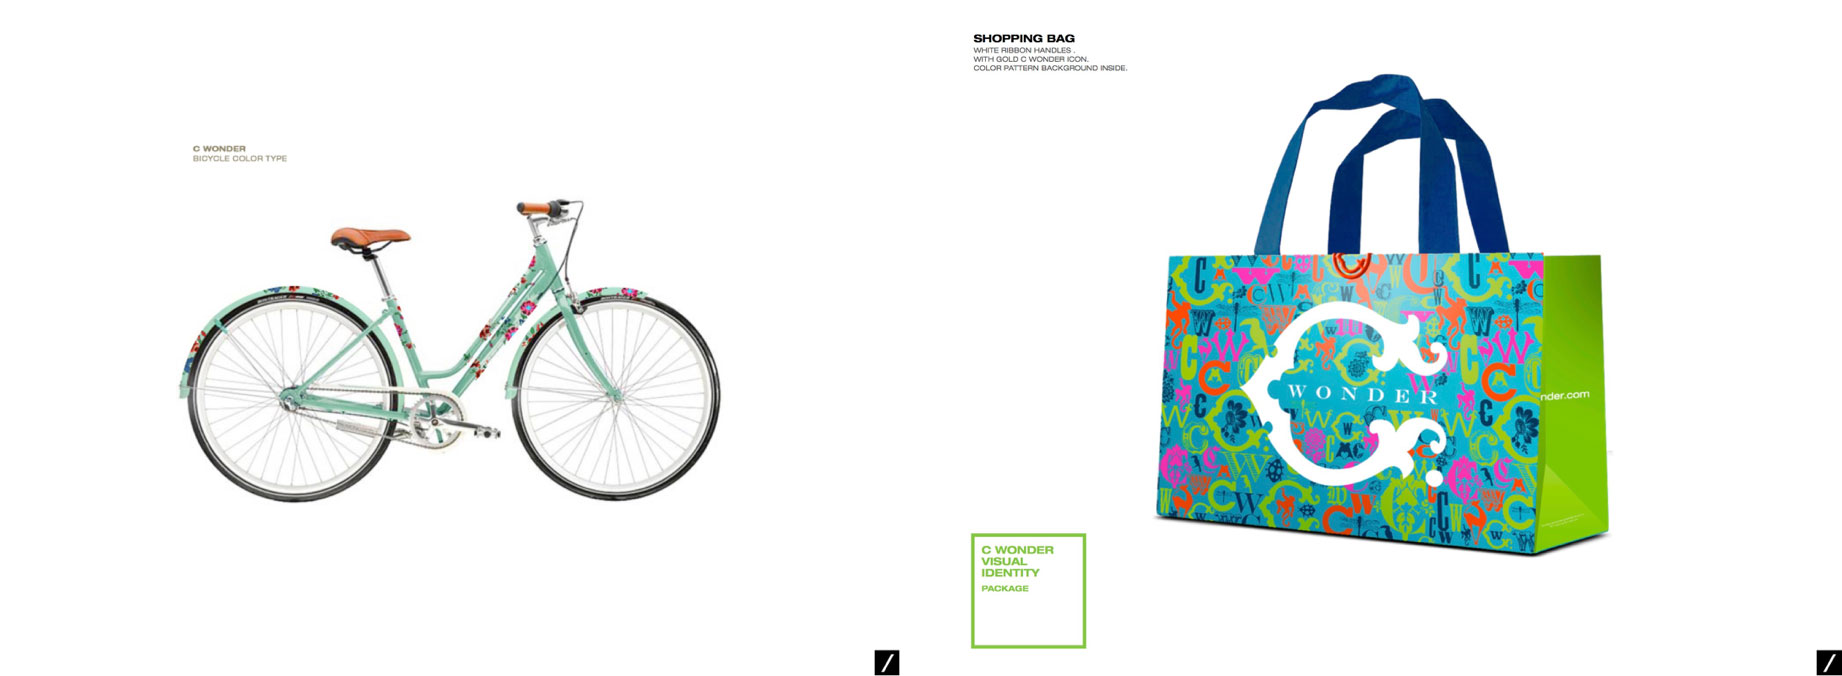 C WONDER
BICYCLE COLOR TYPE
SHOPPING BAG
WHITE RIBBON HANDLES .
WITH GOLD C WONDER ICON.
COLOR PATTERN BACKGROUND INSIDE.
C
WONDER
nder.com
C WONDER
VISUAL
IDENTITY
PACKAGE
/
/